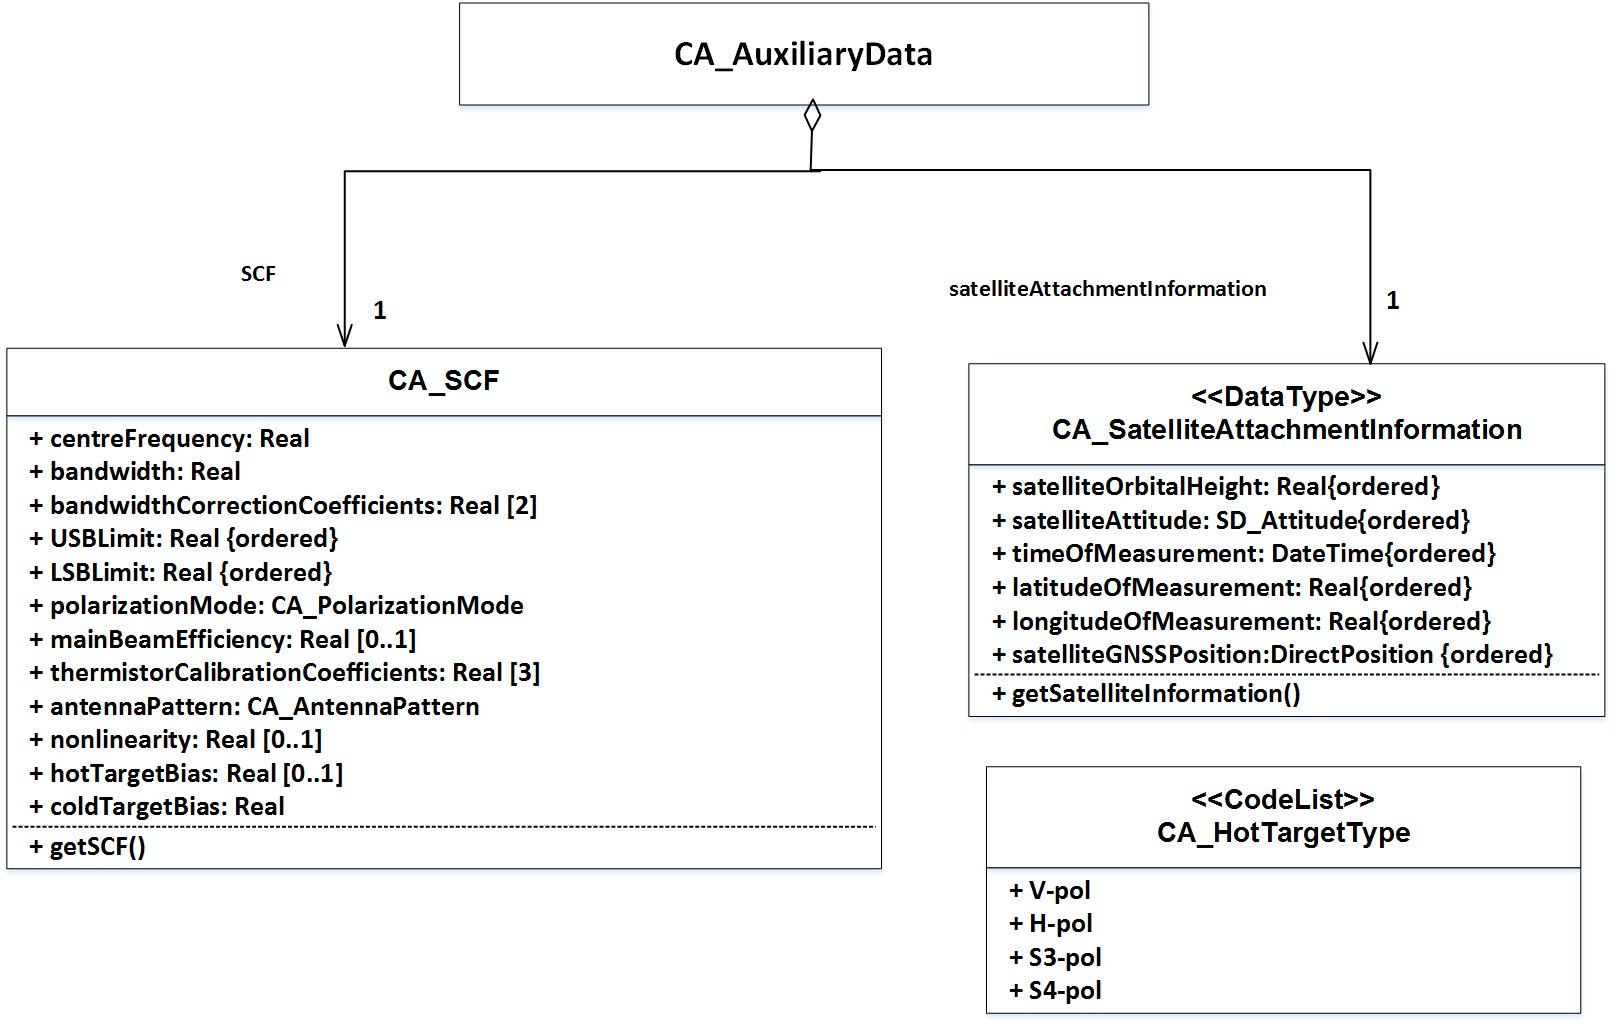 CA_AuxiliaryData
SCF
1
satelliteAttachmentInformation
1
CA_SCF
+ centreFrequency: Real
+ bandwidth: Real
+ bandwidthCorrectionCoefficients: Real [2]
+ USBLimit: Real {ordered}
+ LSBLimit: Real {ordered}
+ polarizationMode: CA_PolarizationMode
+ mainBeamEfficiency: Real [0..1]
+ thermistorCalibrationCoefficients: Real [3]
+ antennaPattern: CA_AntennaPattern
+ nonlinearity: Real [0..1]
+ hotTargetBias: Real [0..1]
+ coldTargetBias: Real
+ getSCF()
<<DataType>>
CA_SatelliteAttachmentInformation
+ satelliteOrbitalHeight: Real{ordered}
+ satelliteAttitude: SD_Attitude{ordered}
+ timeOfMeasurement: DateTime{ordered}
+ latitudeOfMeasurement: Real{ordered}
+ longitudeOfMeasurement: Real{ordered}
+ satelliteGNSSPosition:DirectPosition {ordered}
+ getSatelliteInformation()
<<CodeList>>
CA_HotTargetType
+ V-pol
+ H-pol
+ S3-pol
+ S4-pol